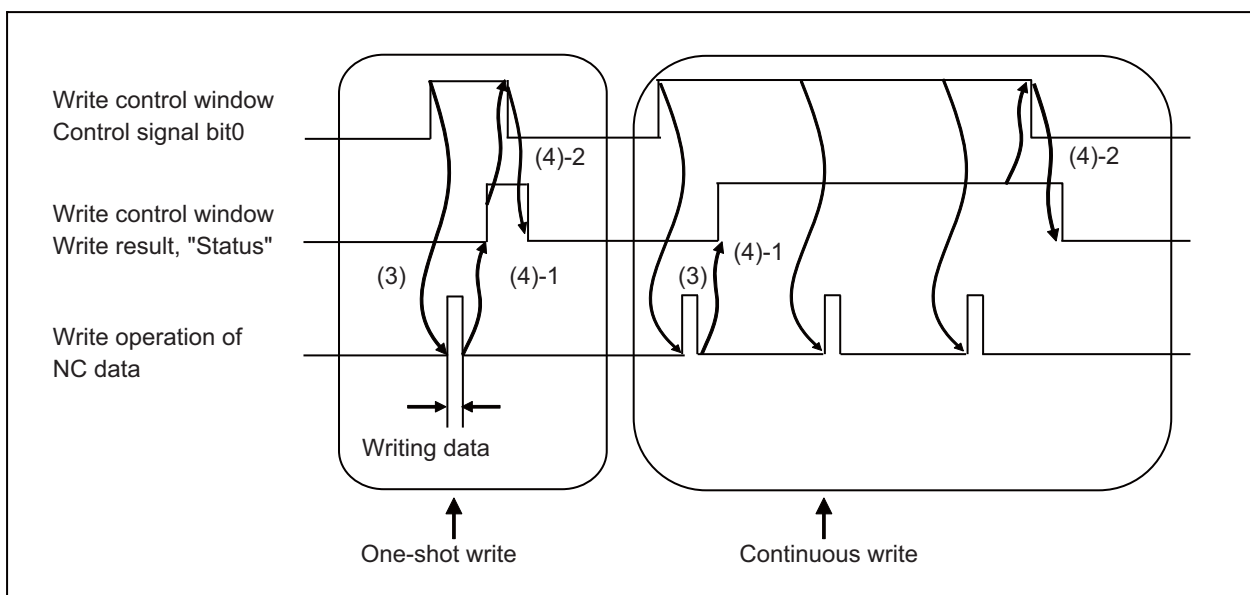 Write control window
Control signal bit0
(4)-2
(4)-2
Write control window
Write result, "Status"
(3)
(4)-1
(3)
(4)-1
Write operation of
NC data
Writing data
One-shot write
Continuous write